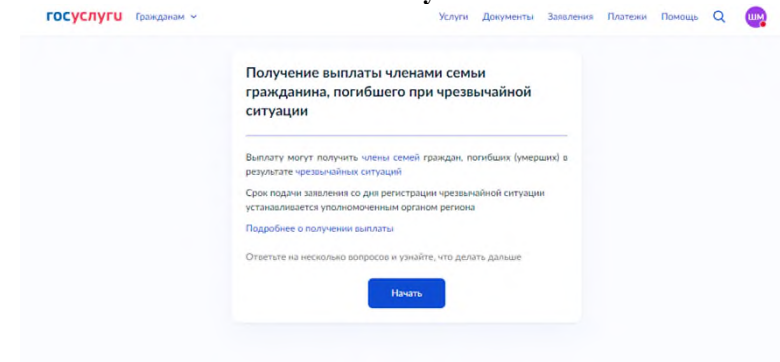 госуслуги Гражданам Услуги Документы Заявления Платежи Помощь ШМ
Получение выплаты членами семьи
гражданина, погибшего при чрезвычайной
ситуации
Выплату могут получить члены семей граждан, погибших (умерших) в
результате чрезвычайных ситуаций
Срок подачи заявления со дня регистрации чрезвычайной ситуации
устанавливается уполномоченным органом региона
Подробнее о получении выплаты
Ответьте на несколько вопросов и узнайте, что делать дальше
Начать